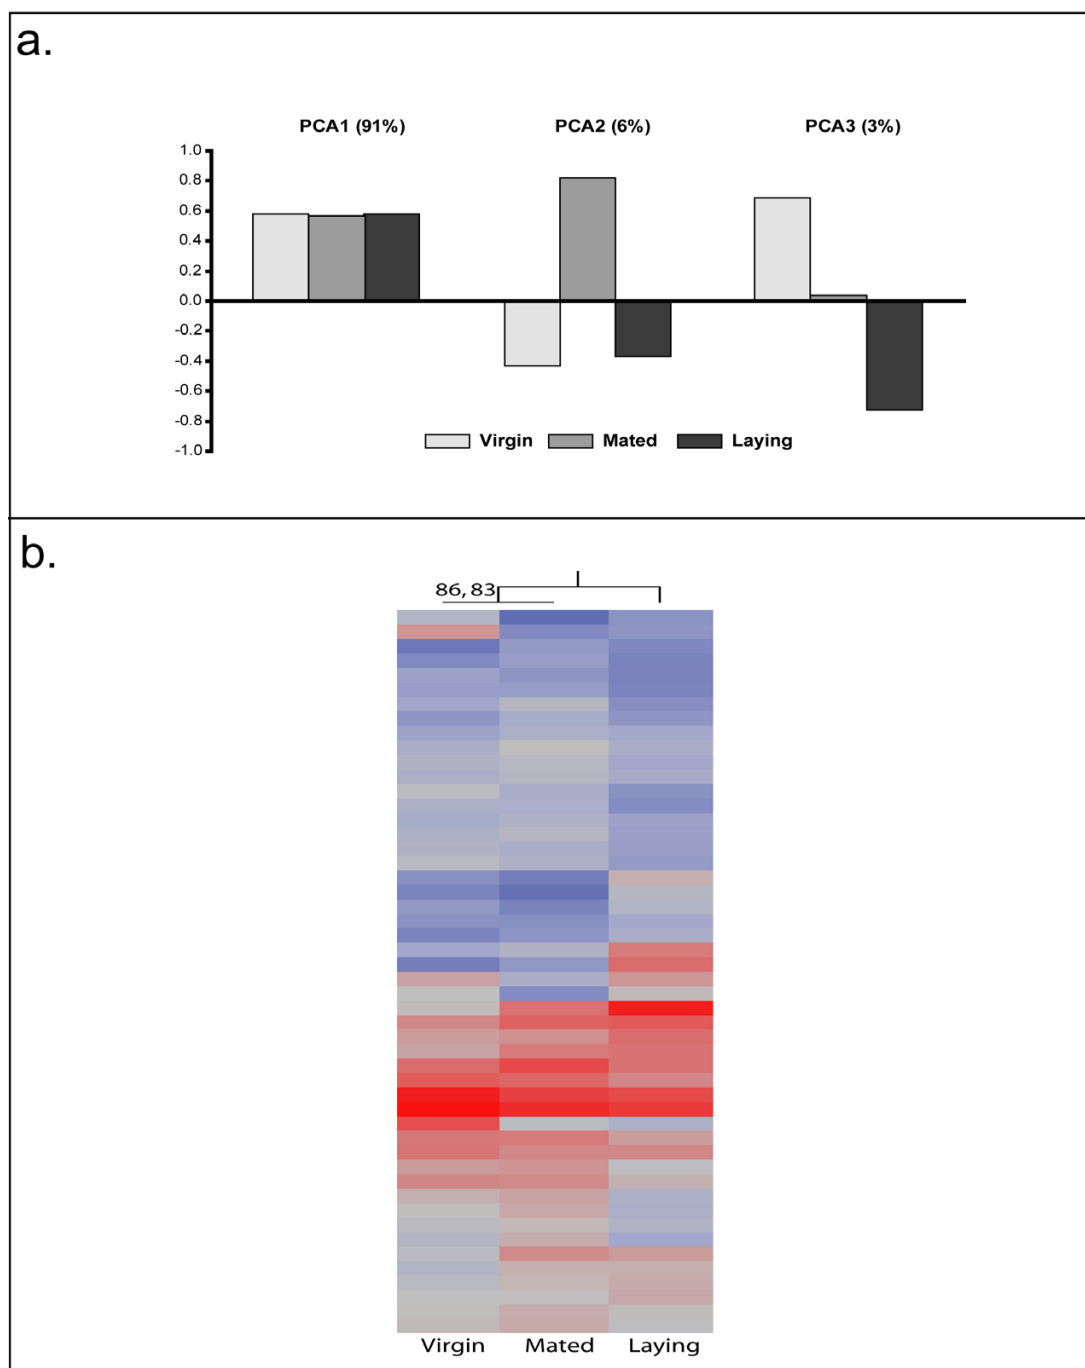 a.
PCA1 (91%) PCA2 (6%) PCA3 (3%)
1.0
0.8
0.6
0.4
0.2
0.0
-0.2
-0.4
-0.6
-0.8
-1.0
Virgin Mated Laying
b.
86, 83
Virgin Mated Laying